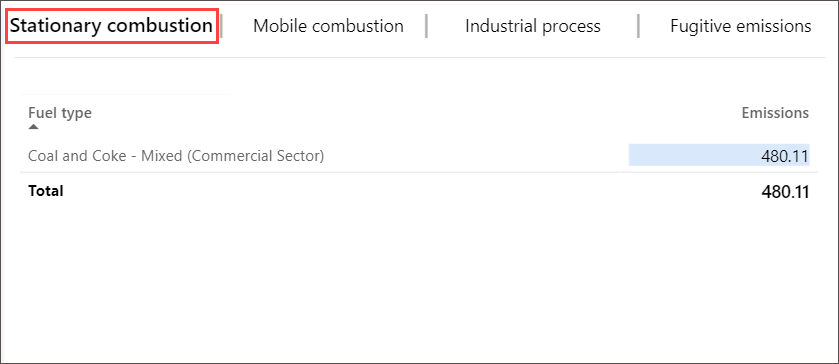 Stationary combustion | Mobile combustion | Industrial process | Fugitive emissions
Fuel type Emissions
Coal and Coke - Mixed (Commercial Sector) 480.11
Total 480.11